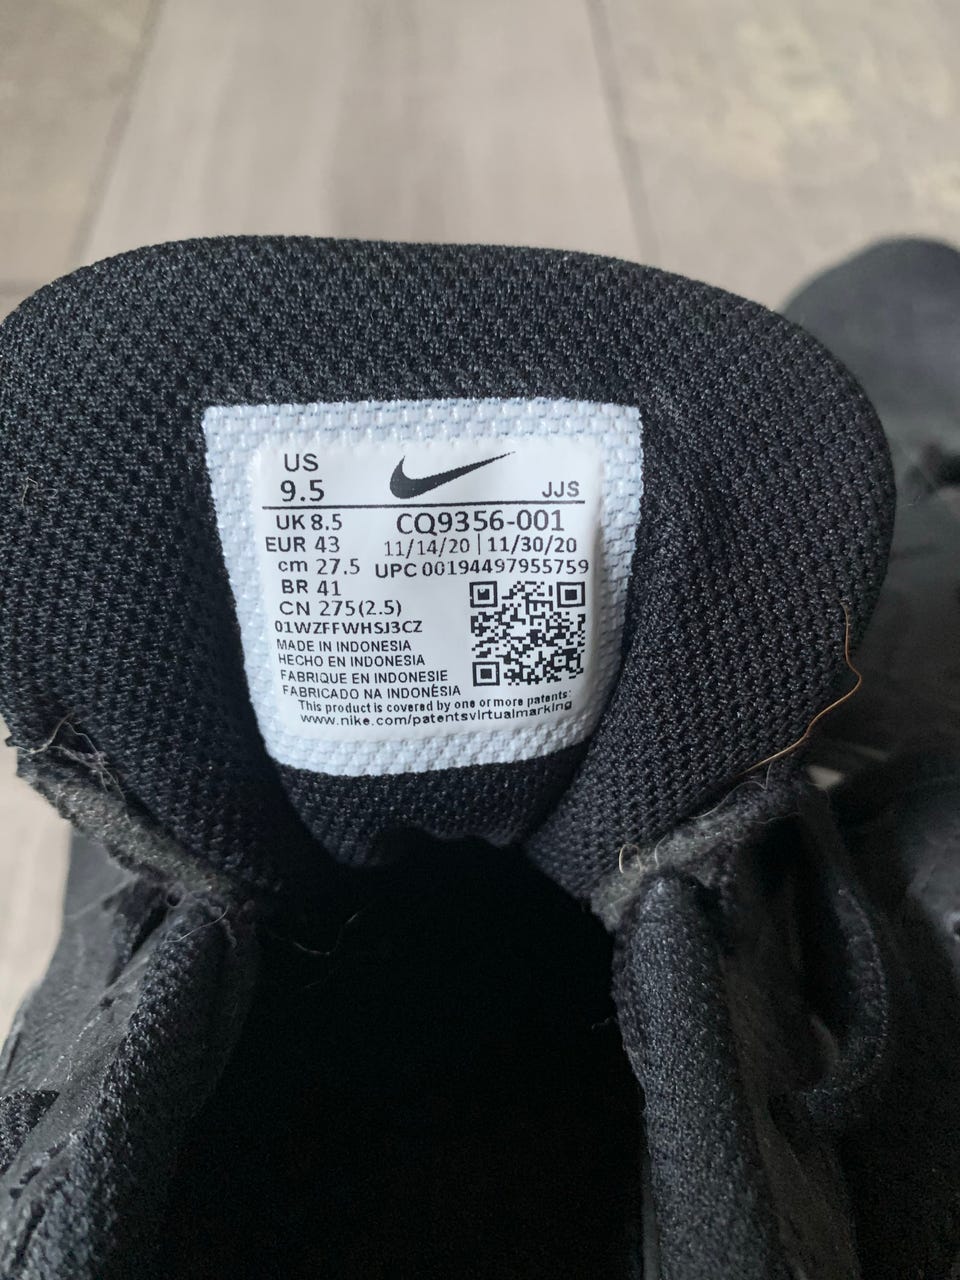 US
9.5
JJS
UK 8.5
CQ9356-001
EUR 43
11/14/20 | 11/30/20
cm 27.5
UPC 00194497955759
BR 41
CN 275(2.5)
01WZFFWHSJ3CZ
MADE IN INDONESIA
HECHO EN INDONESIA
FABRIQUE EN INDONESIE
FABRICADO NA INDONÉSIA
This product is covered by one or more patents:
www.nike.com/patentsvirtualmarking